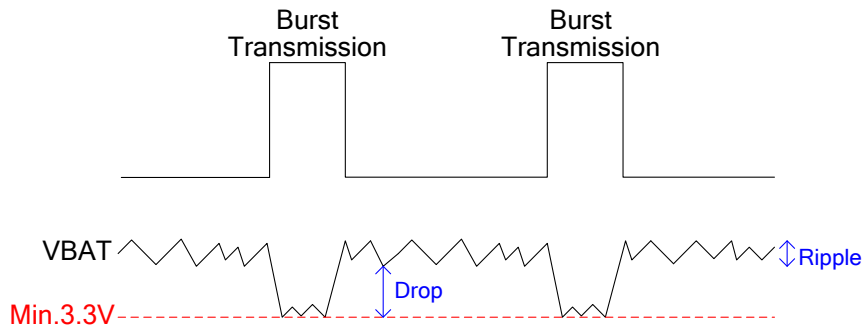 Burst
Transmission
Burst
Transmission
VBAT
Ripple
Drop
Min.3.3V